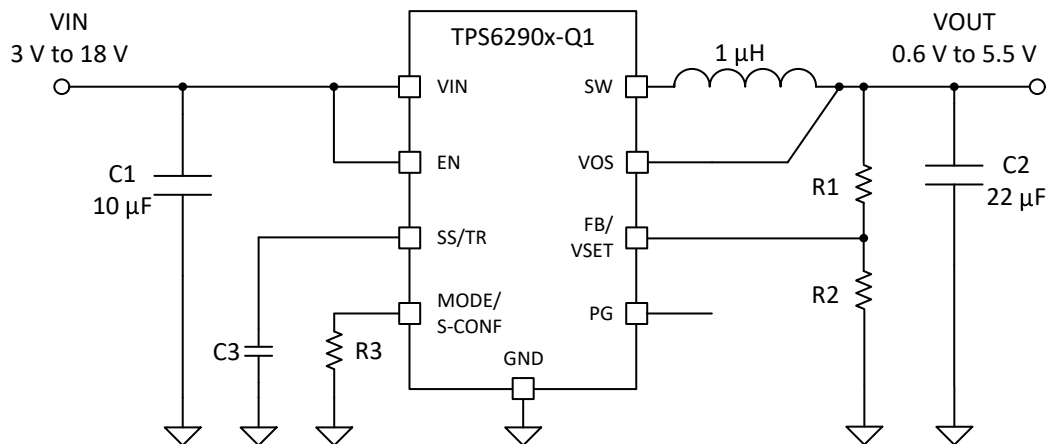 VIN
3 V to 18 V
TPS6290x-Q1
1 µH
VOUT
0.6 V to 5.5 V
VIN
SW
EN
VOS
C1
10 µF
R1
C2
22 µF
SS/TR
FB/
VSET
MODE/
S-CONF
PG
R2
C3
R3
GND